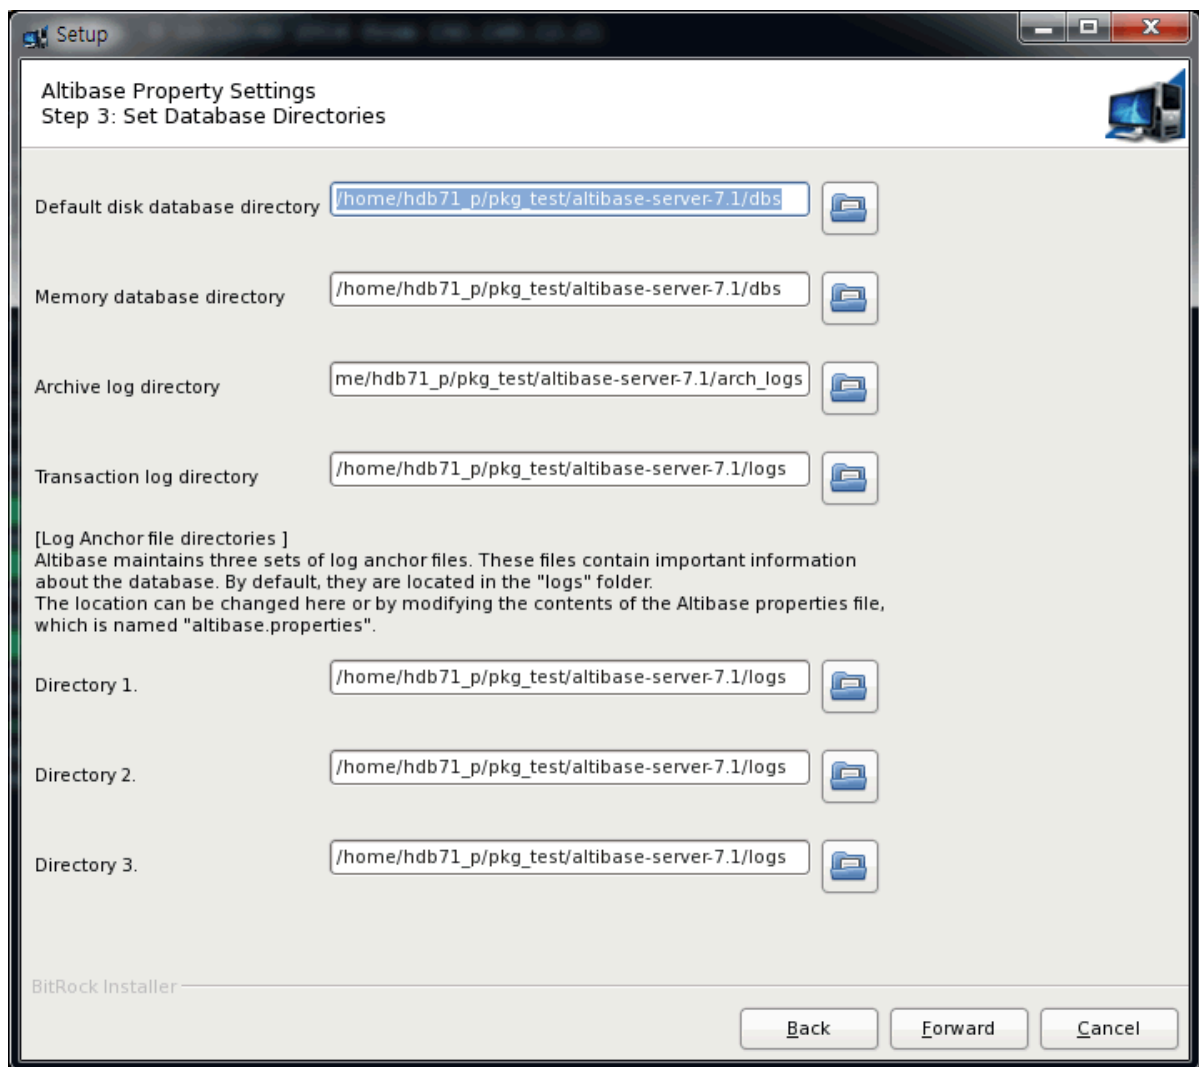 Setup
Altibase Property Settings
Step 3: Set Database Directories
Default disk database directory /home/hdb71_p/pkg_test/altibase-server-7.1/dbs
Memory database directory /home/hdb71_p/pkg_test/altibase-server-7.1/dbs
Archive log directory me/hdb71_p/pkg_test/altibase-server-7.1/arch_logs
Transaction log directory /home/hdb71_p/pkg_test/altibase-server-7.1/logs
[Log Anchor file directories ]
Altibase maintains three sets of log anchor files. These files contain important information
about the database. By default, they are located in the "logs" folder.
The location can be changed here or by modifying the contents of the Altibase properties file,
which is named "altibase.properties".
Directory 1. /home/hdb71_p/pkg_test/altibase-server-7.1/logs
Directory 2. /home/hdb71_p/pkg_test/altibase-server-7.1/logs
Directory 3. /home/hdb71_p/pkg_test/altibase-server-7.1/logs
BitRock Installer
Back Forward Cancel